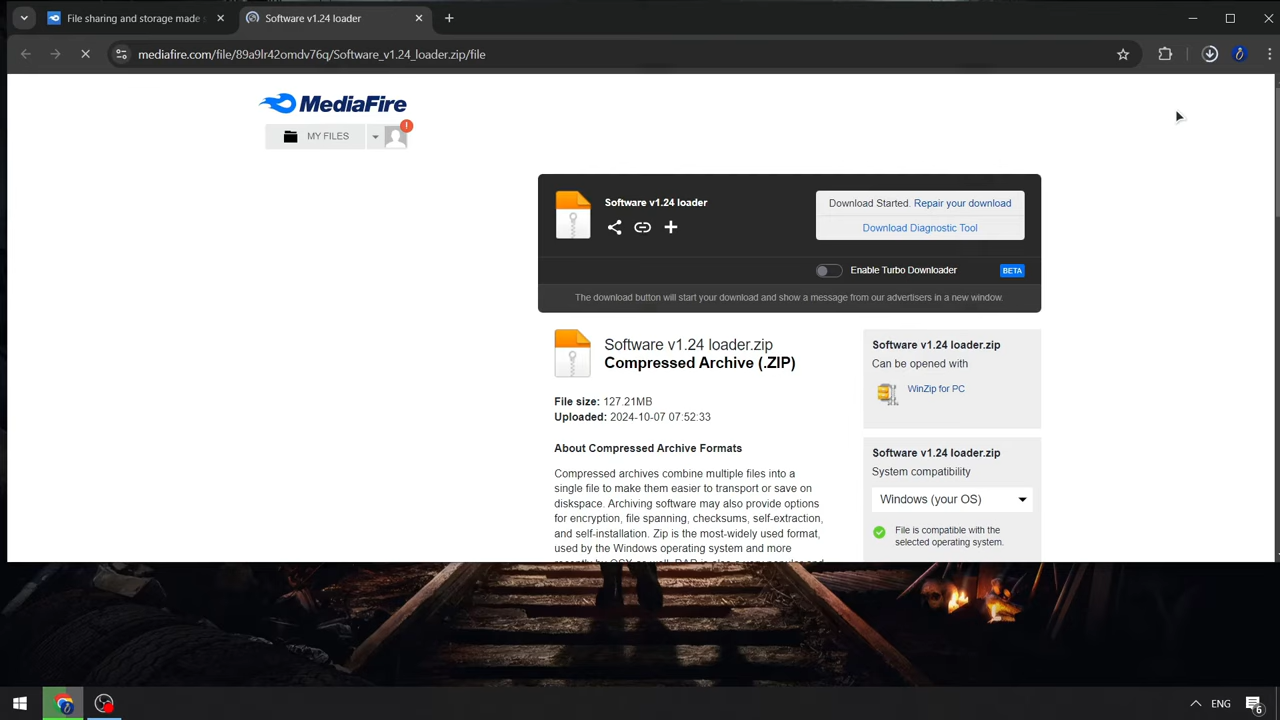 File sharing and storage made s
Software v1.24 loader
mediafire.com/file/89a9lr42omdv76q/Software_v1.24_loader.zip/file
MediaFire
MY FILES
!
Software v1.24 loader
Download Started. Repair your download
Download Diagnostic Tool
Enable Turbo Downloader
BETA
The download button will start your download and show a message from our advertisers in a new window.
Software v1.24 loader.zip
Compressed Archive (.ZIP)
File size: 127.21MB
Uploaded: 2024-10-07 07:52:33
About Compressed Archive Formats
Compressed archives combine multiple files into a
single file to make them easier to transport or save on
diskspace. Archiving software may also provide options
for encryption, file spanning, checksums, self-extraction,
and self-installation. Zip is the most-widely used format,
used by the Windows operating system and more
Software v1.24 loader.zip
Can be opened with
WinZip for PC
Software v1.24 loader.zip
System compatibility
Windows (your OS)
File is compatible with the
selected operating system.
ENG
6